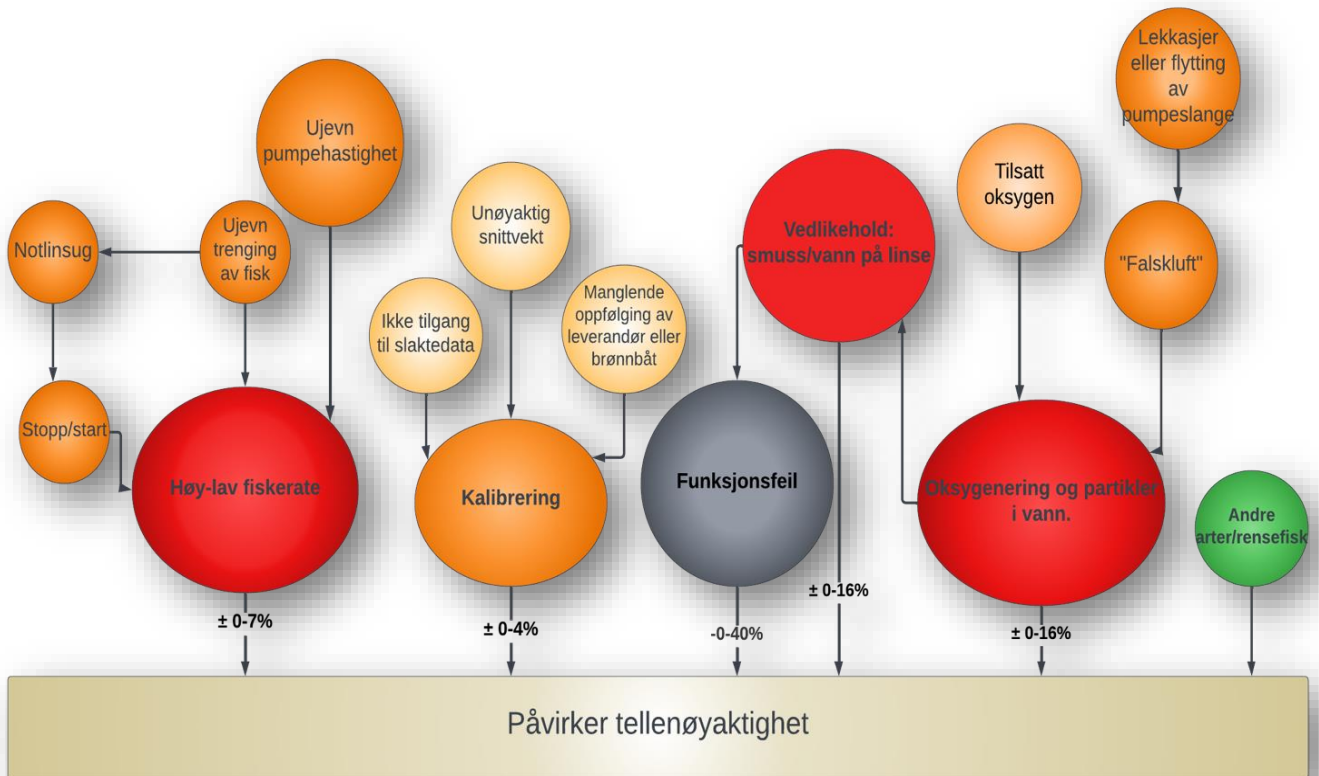 Lekkasjer
eller flytting
av
pumpeslange
Ujevn
pumpehastighet
Tilsatt
oksygen
Unøyaktig
snittvekt
Notlinsug
Ujevn
trenging
av fisk
Vedlikehold:
smuss/vann på linse
"Falskluft"
Ikke tilgang
til slaktedata
Manglende
oppfølging av
leverandør eller
brønnbåt
Stopp/start
Høy-lav fiskerate
Kalibrering
Funksjonsfeil
Oksygenering og partikler
i vann.
Andre
arter/rensefisk
± 0-7%
± 0-4%
-0-40%
± 0-16%
± 0-16%
Påvirker tellenøyaktighet